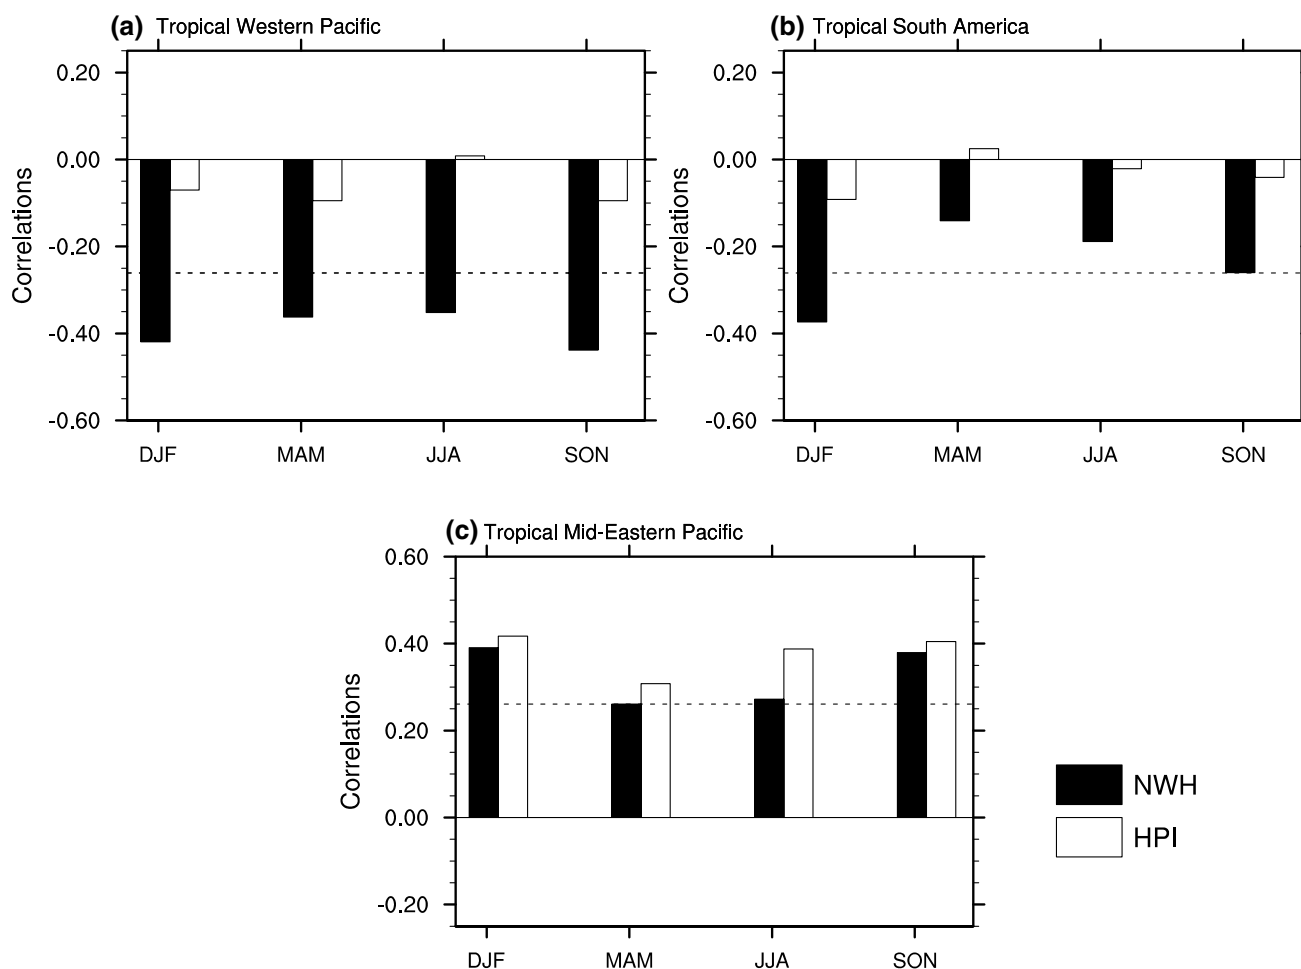 (a) Tropical Western Pacific
Correlations
0.20
0.00
-0.20
-0.40
-0.60
DJF MAM JJA SON
(b) Tropical South America
Correlations
0.20
0.00
-0.20
-0.40
-0.60
DJF MAM JJA SON
(c) Tropical Mid-Eastern Pacific
Correlations
0.60
0.40
0.20
0.00
-0.20
DJF MAM JJA SON
NWH
HPI